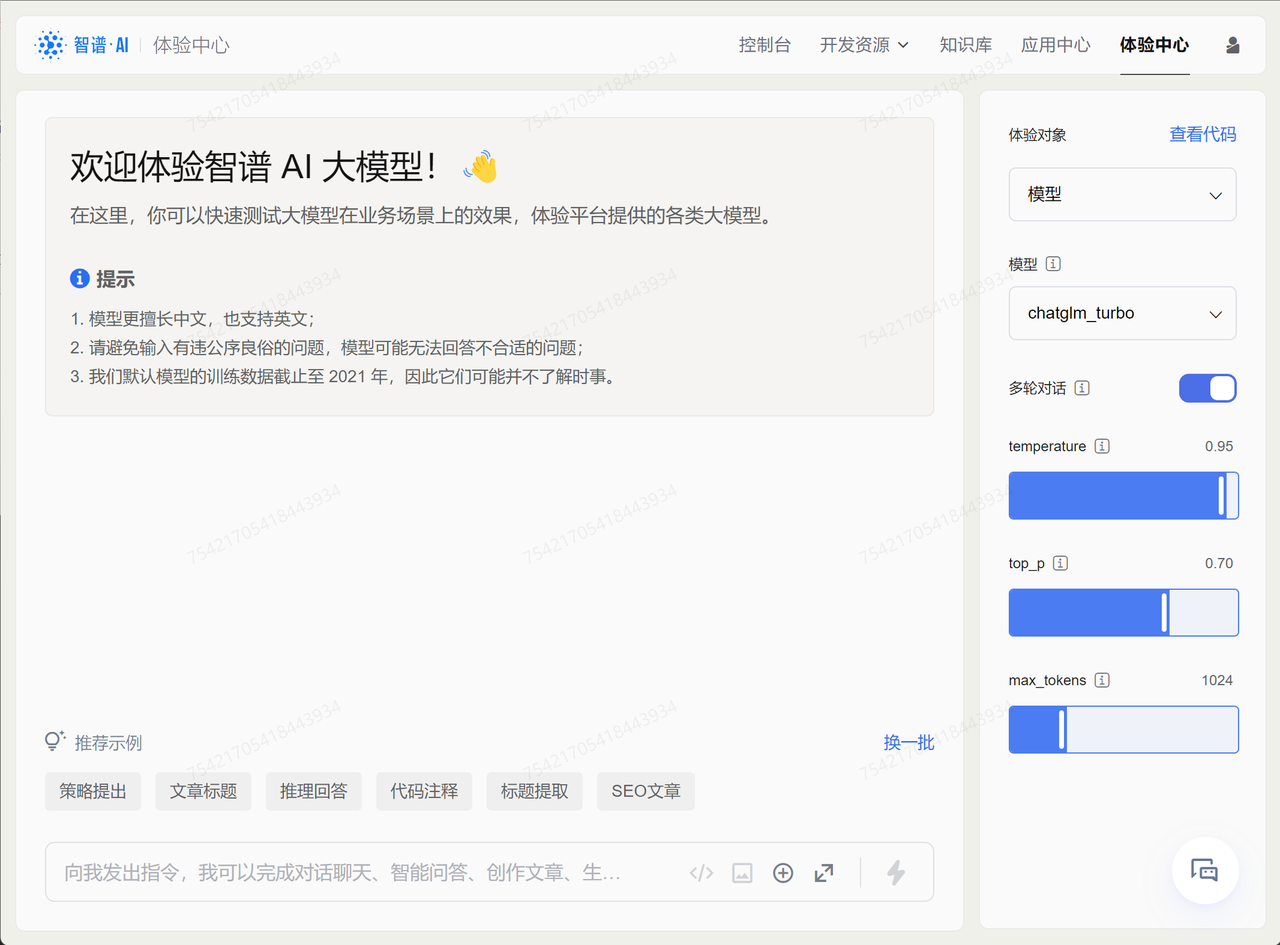 智谱·AI | 体验中心
控制台 开发资源 知识库 应用中心 体验中心
欢迎体验智谱 AI 大模型！
在这里，你可以快速测试大模型在业务场景上的效果，体验平台提供的各类大模型。
提示
1. 模型更擅长中文，也支持英文；
2. 请避免输入有违公序良俗的问题，模型可能无法回答不合适的问题；
3. 我们默认模型的训练数据截止至 2021 年，因此它们可能并不了解时事。
推荐示例 换一批
策略提出 文章标题 推理回答 代码注释 标题提取 SEO文章
向我发出指令，我可以完成对话聊天、智能问答、创作文章、生...
体验对象 查看代码
模型
模型
chatglm_turbo
多轮对话
temperature 0.95
top_p 0.70
max_tokens 1024
75421705418443934
75421705418443934
75421705418443934
75421705418443934
75421705418443934
75421705418443934
75421705418443934
75421705418443934
75421705418443934
75421705418443934
75421705418443934
75421705418443934